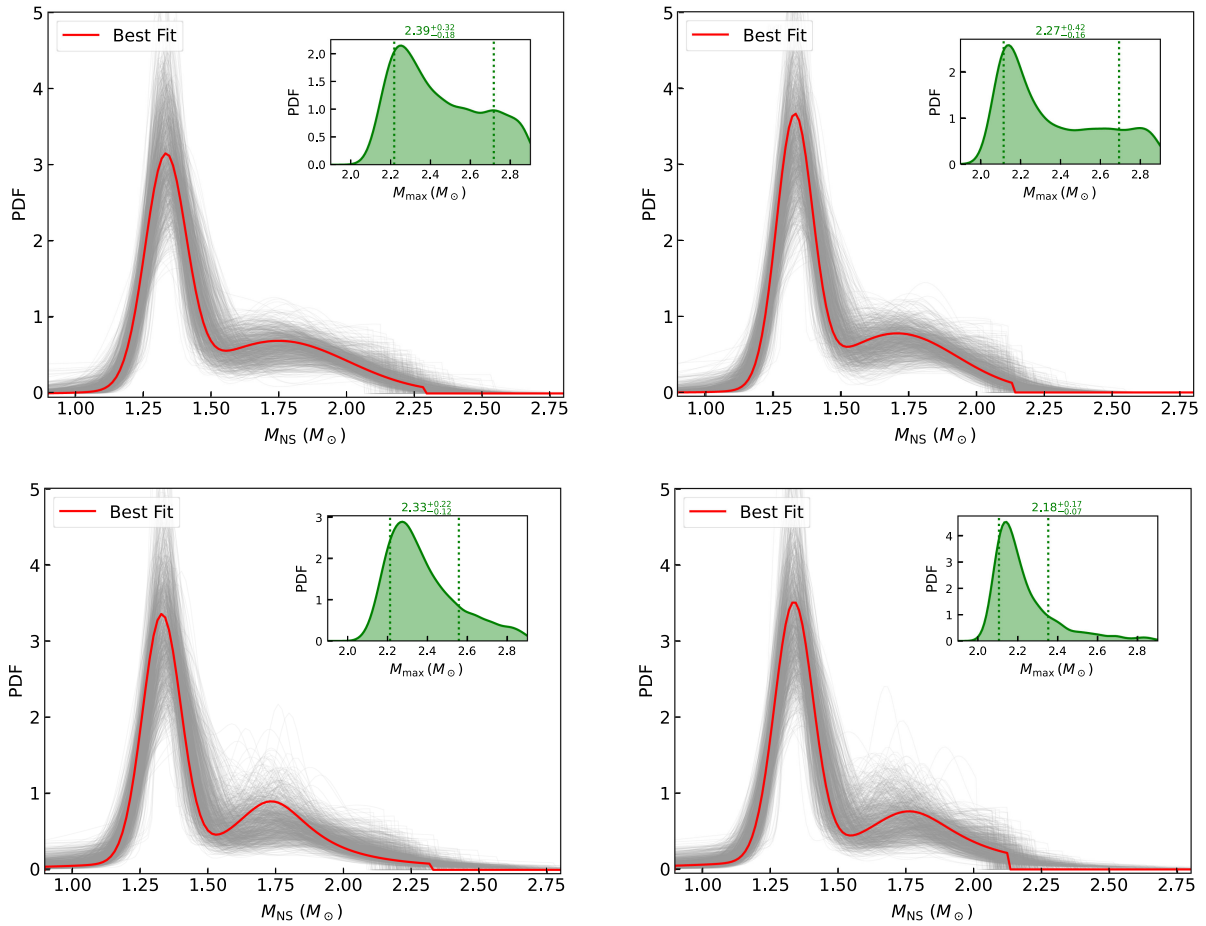 Best Fit
2.39+0.32−0.18
PDF
2.0
1.5
1.0
0.5
0.0
2.0 2.2 2.4 2.6 2.8
Mmax (M⊙)
PDF
5
4
3
2
1
0
1.00 1.25 1.50 1.75 2.00 2.25 2.50 2.75
MNS (M⊙)
Best Fit
2.27+0.42−0.16
PDF
2
1
0
2.0 2.2 2.4 2.6 2.8
Mmax (M⊙)
PDF
5
4
3
2
1
0
1.00 1.25 1.50 1.75 2.00 2.25 2.50 2.75
MNS (M⊙)
Best Fit
2.33+0.22−0.12
PDF
3
2
1
0
2.0 2.2 2.4 2.6 2.8
Mmax (M⊙)
PDF
5
4
3
2
1
0
1.00 1.25 1.50 1.75 2.00 2.25 2.50 2.75
MNS (M⊙)
Best Fit
2.18+0.17−0.07
PDF
4
3
2
1
0
2.0 2.2 2.4 2.6 2.8
Mmax (M⊙)
PDF
5
4
3
2
1
0
1.00 1.25 1.50 1.75 2.00 2.25 2.50 2.75
MNS (M⊙)